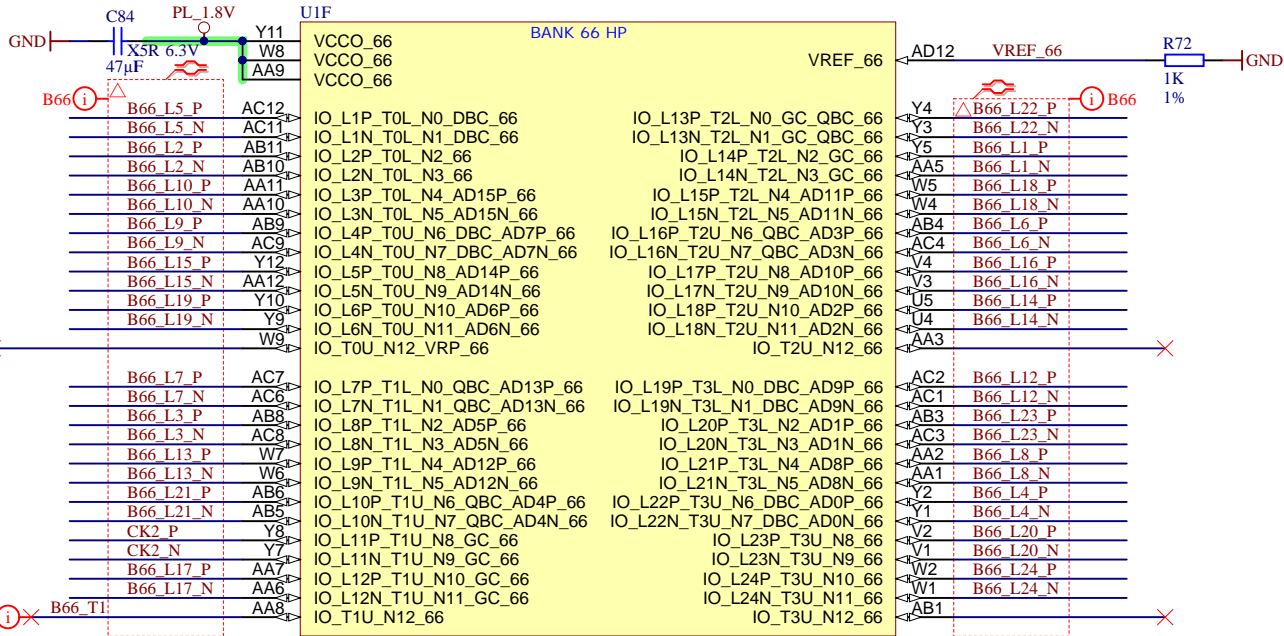 C84
PL_1.8V
U1F
BANK 66 HP
GND
X5R 6.3V
47µF
Y11 VCCO_66
W8 VCCO_66
AA9 VCCO_66
VREF_66 AD12 VREF_66
R72
1K
1%
GND
B66 i
i B66
B66_L5_P AC12 IO_L1P_T0L_N0_DBC_66 IO_L13P_T2L_N0_GC_QBC_66 Y4 B66_L22_P
B66_L5_N AC11 IO_L1N_T0L_N1_DBC_66 IO_L13N_T2L_N1_GC_QBC_66 Y3 B66_L22_N
B66_L2_P AB11 IO_L2P_T0L_N2_66 IO_L14P_T2L_N2_GC_66 Y5 B66_L1_P
B66_L2_N AB10 IO_L2N_T0L_N3_66 IO_L14N_T2L_N3_GC_66 AA5 B66_L1_N
B66_L10_P AA11 IO_L3P_T0L_N4_AD15P_66 IO_L15P_T2L_N4_AD11P_66 W5 B66_L18_P
B66_L10_N AA10 IO_L3N_T0L_N5_AD15N_66 IO_L15N_T2L_N5_AD11N_66 W4 B66_L18_N
B66_L9_P AB9 IO_L4P_T0U_N6_DBC_AD7P_66 IO_L16P_T2U_N6_QBC_AD3P_66 AB4 B66_L6_P
B66_L9_N AC9 IO_L4N_T0U_N7_DBC_AD7N_66 IO_L16N_T2U_N7_QBC_AD3N_66 AC4 B66_L6_N
B66_L15_P Y12 IO_L5P_T0U_N8_AD14P_66 IO_L17P_T2U_N8_AD10P_66 V4 B66_L16_P
B66_L15_N AA12 IO_L5N_T0U_N9_AD14N_66 IO_L17N_T2U_N9_AD10N_66 V3 B66_L16_N
B66_L19_P Y10 IO_L6P_T0U_N10_AD6P_66 IO_L18P_T2U_N10_AD2P_66 U5 B66_L14_P
B66_L19_N Y9 IO_L6N_T0U_N11_AD6N_66 IO_L18N_T2U_N11_AD2N_66 U4 B66_L14_N
W9 IO_T0U_N12_VRP_66 IO_T2U_N12_66 AA3
B66_L7_P AC7 IO_L7P_T1L_N0_QBC_AD13P_66 IO_L19P_T3L_N0_DBC_AD9P_66 AC2 B66_L12_P
B66_L7_N AC6 IO_L7N_T1L_N1_QBC_AD13N_66 IO_L19N_T3L_N1_DBC_AD9N_66 AC1 B66_L12_N
B66_L3_P AB8 IO_L8P_T1L_N2_AD5P_66 IO_L20P_T3L_N2_AD1P_66 AB3 B66_L23_P
B66_L3_N AC8 IO_L8N_T1L_N3_AD5N_66 IO_L20N_T3L_N3_AD1N_66 AC3 B66_L23_N
B66_L13_P W7 IO_L9P_T1L_N4_AD12P_66 IO_L21P_T3L_N4_AD8P_66 AA2 B66_L8_P
B66_L13_N W6 IO_L9N_T1L_N5_AD12N_66 IO_L21N_T3L_N5_AD8N_66 AA1 B66_L8_N
B66_L21_P AB6 IO_L10P_T1U_N6_QBC_AD4P_66 IO_L22P_T3U_N6_DBC_AD0P_66 Y2 B66_L4_P
B66_L21_N AB5 IO_L10N_T1U_N7_QBC_AD4N_66 IO_L22N_T3U_N7_DBC_AD0N_66 Y1 B66_L4_N
CK2_P Y8 IO_L11P_T1U_N8_GC_66 IO_L23P_T3U_N8_66 V2 B66_L20_P
CK2_N Y7 IO_L11N_T1U_N9_GC_66 IO_L23N_T3U_N9_66 V1 B66_L20_N
B66_L17_P AA7 IO_L12P_T1U_N10_GC_66 IO_L24P_T3U_N10_66 W2 B66_L24_P
B66_L17_N AA6 IO_L12N_T1U_N11_GC_66 IO_L24N_T3U_N11_66 W1 B66_L24_N
i B66_T1 AA8 IO_T1U_N12_66 IO_T3U_N12_66 AB1